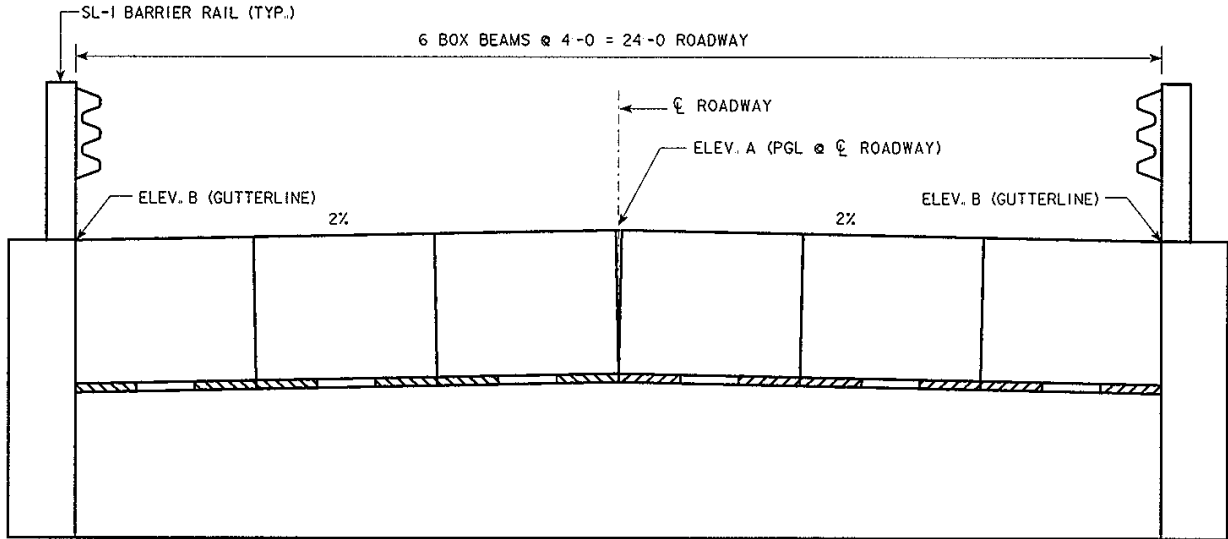 SL-1 BARRIER RAIL (TYP.)
6 BOX BEAMS @ 4'-0 = 24'-0 ROADWAY
℄ ROADWAY
ELEV. A (PGL @ ℄ ROADWAY)
ELEV. B (GUTTERLINE)
ELEV. B (GUTTERLINE)
2%
2%